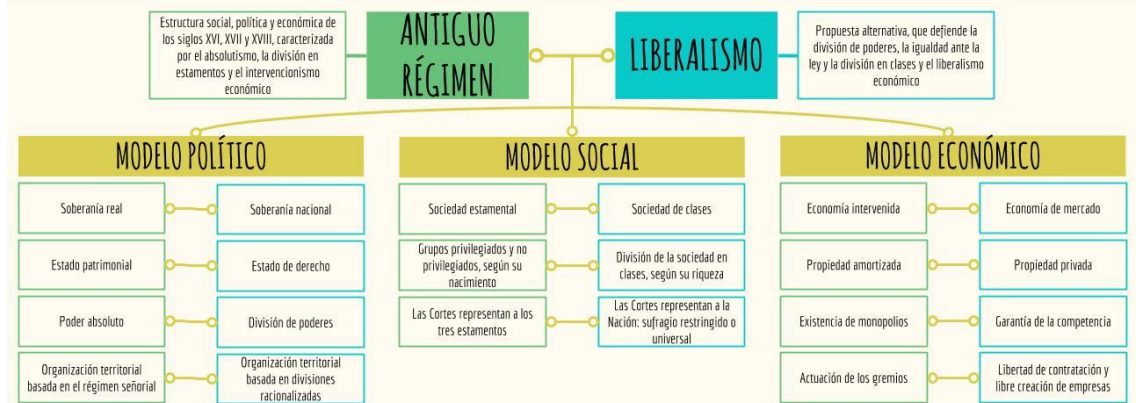 Estructura social, política y económica de
los siglos XVI, XVII y XVIII, caracterizada
por el absolutismo, la división en
estamentos y el intervencionismo
económico
ANTIGUO
RÉGIMEN
LIBERALISMO
Propuesta alternativa, que defiende la
división de poderes, la igualdad ante la
ley y la división en clases y el liberalismo
económico
MODELO POLÍTICO
Soberanía real
Soberanía nacional
Estado patrimonial
Estado de derecho
Poder absoluto
División de poderes
Organización territorial
basada en el régimen señorial
Organización territorial
basada en divisiones
racionalizadas
MODELO SOCIAL
Sociedad estamental
Sociedad de clases
Grupos privilegiados y no
privilegiados, según su
nacimiento
División de la sociedad en
clases, según su riqueza
Las Cortes representan a los
tres estamentos
Las Cortes representan a la
Nación: sufragio restringido o
universal
MODELO ECONÓMICO
Economía intervenida
Economía de mercado
Propiedad amortizada
Propiedad privada
Existencia de monopolios
Garantía de la competencia
Actuación de los gremios
Libertad de contratación y
libre creación de empresas